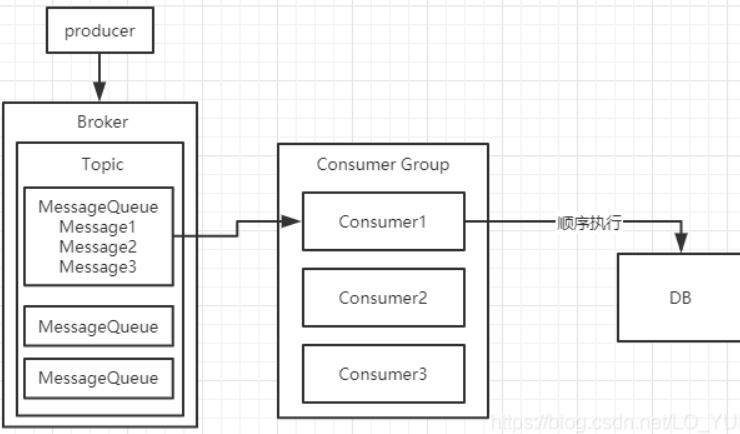 producer
Broker
Topic
MessageQueue
Message1
Message2
Message3
MessageQueue
MessageQueue
Consumer Group
Consumer1
Consumer2
Consumer3
顺序执行
DB
https://blog.csdn.net/LO_YU